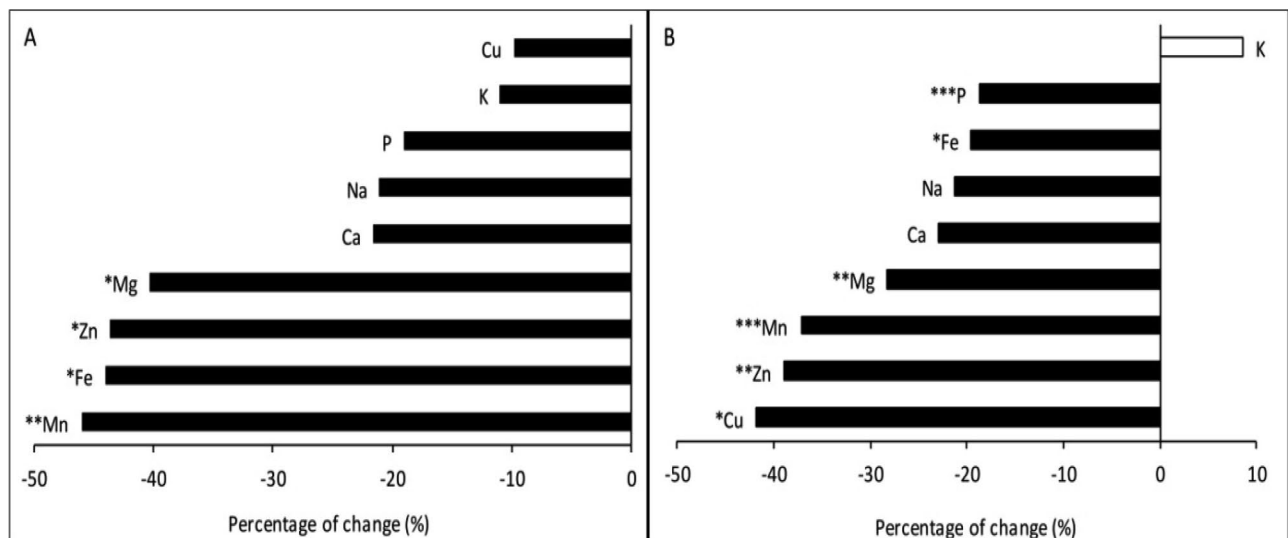 A
Cu
K
P
Na
Ca
*Mg
*Zn
*Fe
**Mn
-50 -40 -30 -20 -10 0
Percentage of change (%)
B
K
***P
*Fe
Na
Ca
**Mg
***Mn
**Zn
*Cu
-50 -40 -30 -20 -10 0 10
Percentage of change (%)